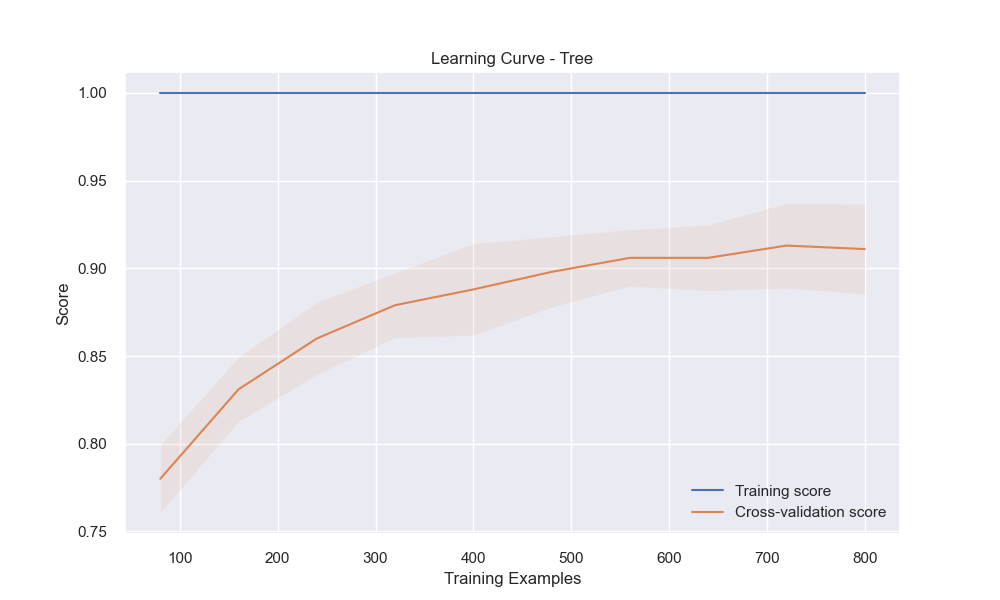 Learning Curve - Tree
1.00
0.95
0.90
0.85
0.80
0.75
Score
Training score
Cross-validation score
100 200 300 400 500 600 700 800
Training Examples